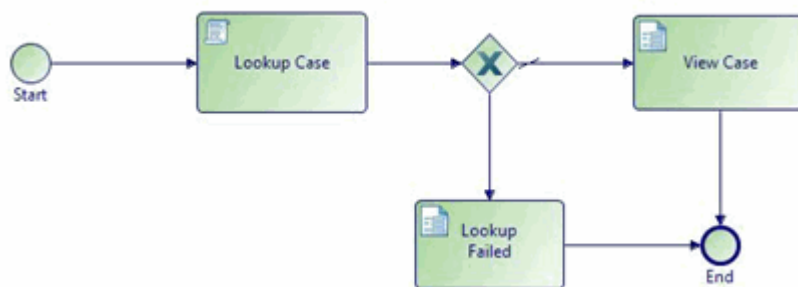 Lookup Case
View Case
Start
Lookup
Failed
End